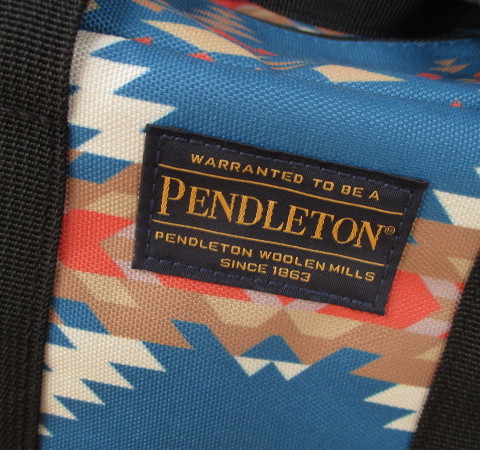 WARRANTED TO BE A
PENDLETON®
PENDLETON WOOLEN MILLS
SINCE 1863